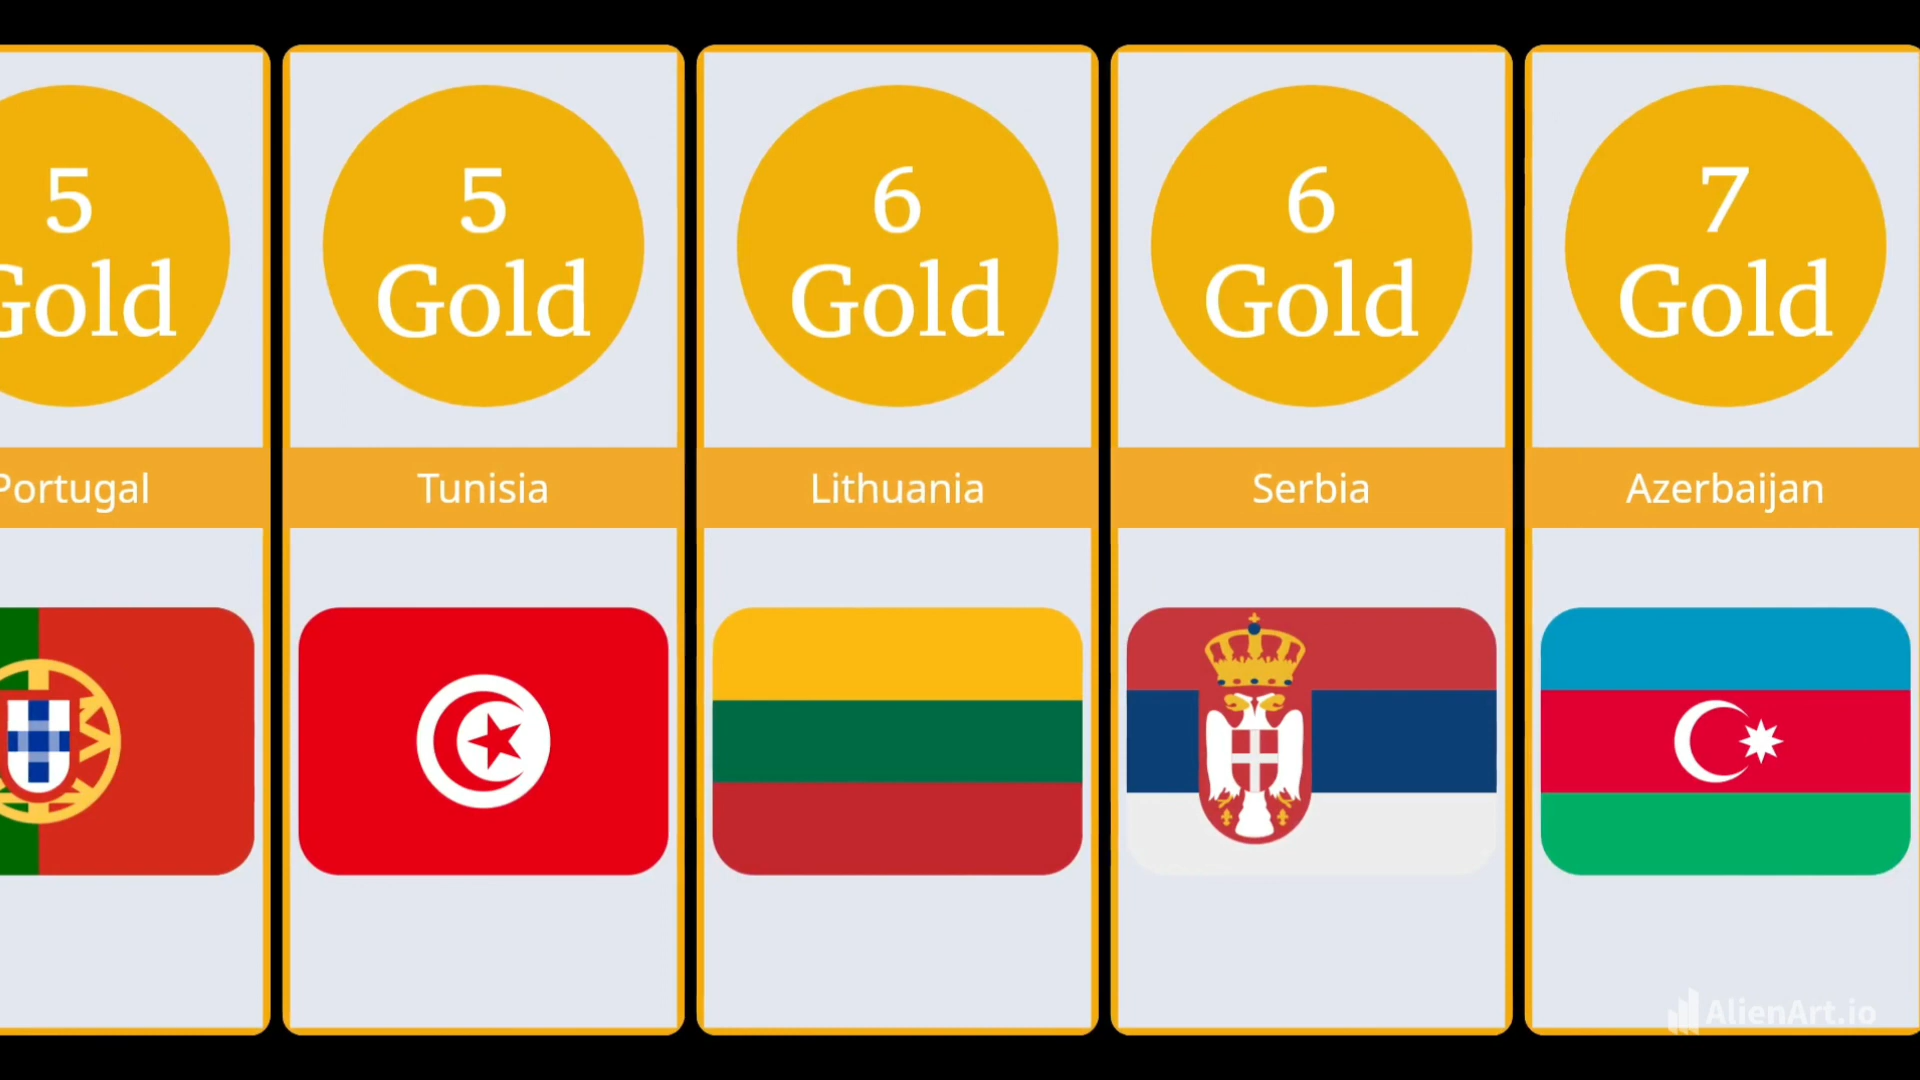 5
Gold
Portugal
5
Gold
Tunisia
6
Gold
Lithuania
6
Gold
Serbia
7
Gold
Azerbaijan
AlienArt.io